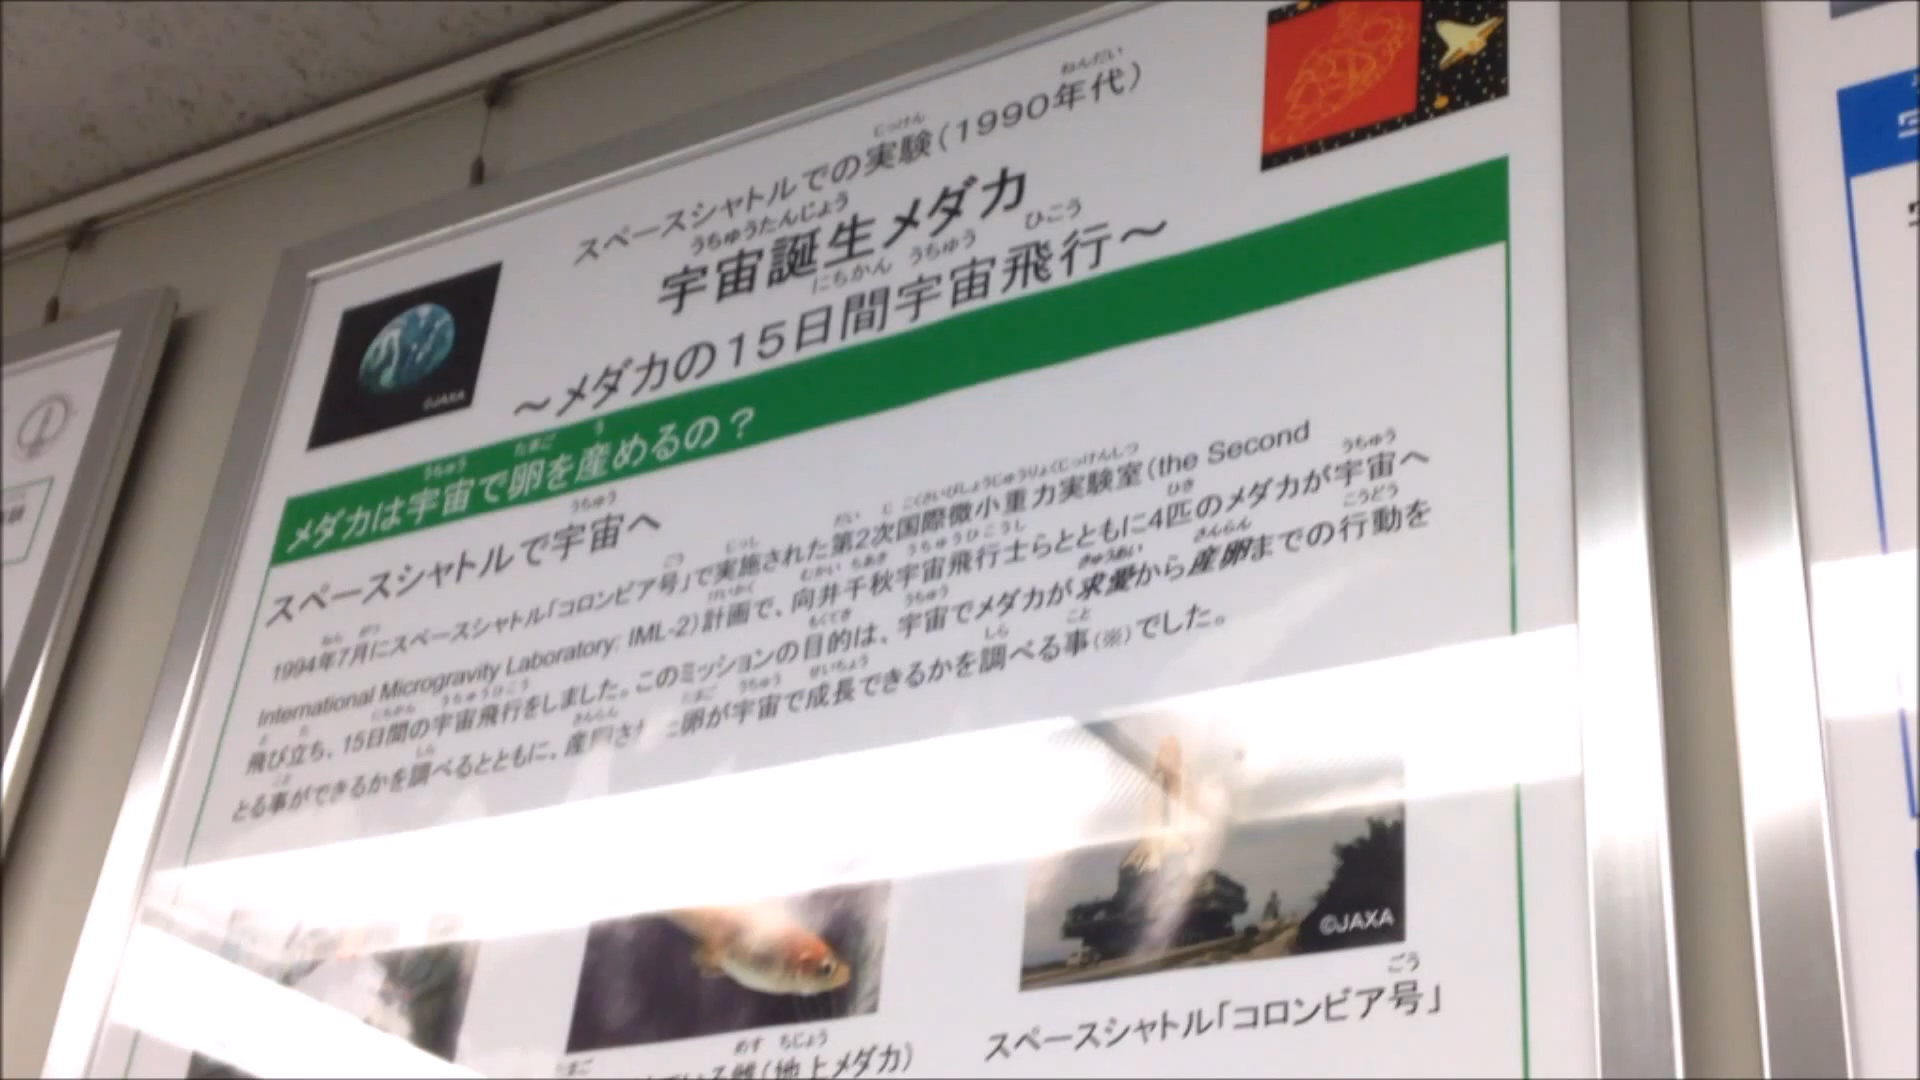 スペースシャトルでの実験(1990年代)
宇宙誕生メダカ
～メダカの15日間宇宙飛行～
©JAXA
メダカは宇宙で卵を産めるの？
スペースシャトルで宇宙へ
1994年7月にスペースシャトル「コロンビア号」で実施された第2次国際微小重力実験室(the Second
International Microgravity Laboratory: IML-2)計画で、向井千秋宇宙飛行士らとともに4匹のメダカが宇宙へ
飛び立ち、15日間の宇宙飛行をしました。このミッションの目的は、宇宙でメダカが求愛から産卵までの行動を
とる事ができるかを調べるとともに、産 卵が宇宙で成長できるかを調べる事(※)でした。
©JAXA
雌(地上メダカ)
スペースシャトル「コロンビア号」